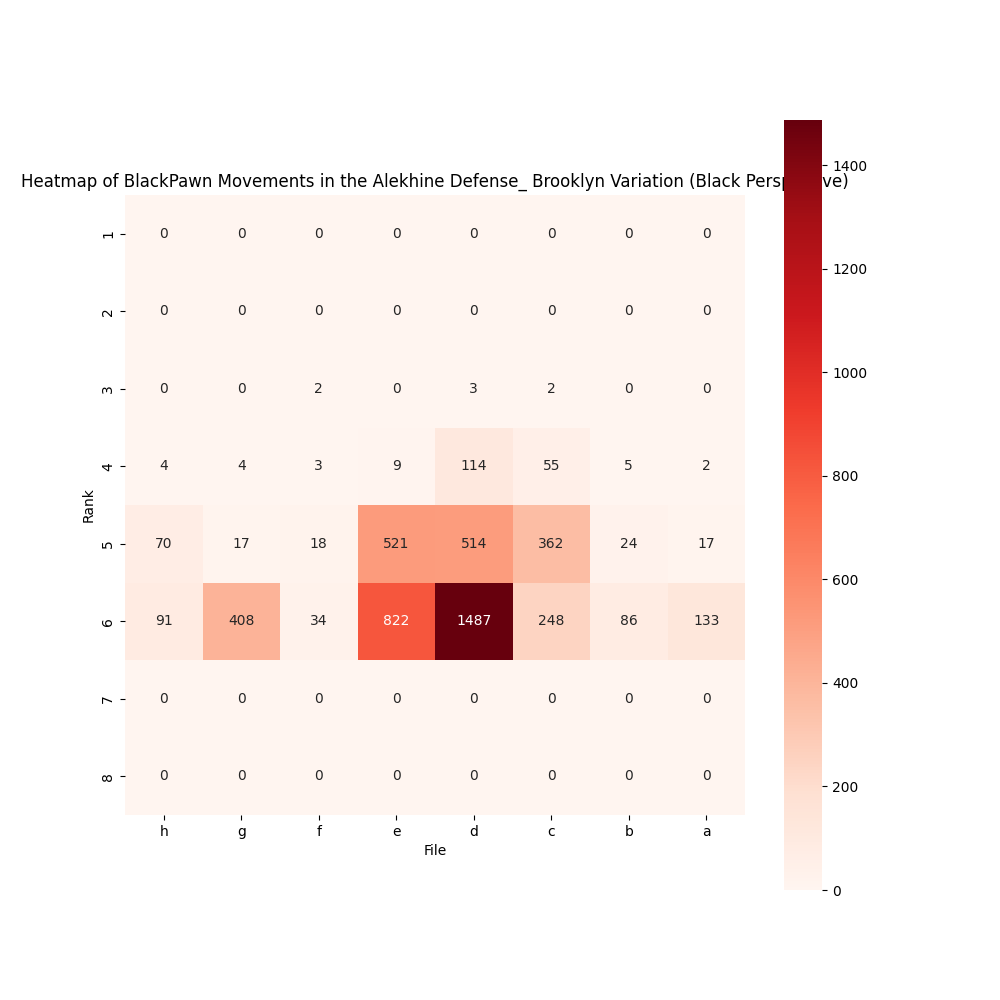 Heatmap of BlackPawn Movements in the Alekhine Defense_ Brooklyn Variation (Black Perspective)
1400
1 0 0 0 0 0 0 0 0
1200
2 0 0 0 0 0 0 0 0
3 0 0 2 0 3 2 0 0
1000
4 4 4 3 9 114 55 5 2
800
Rank
5 70 17 18 521 514 362 24 17
600
6 91 408 34 822 1487 248 86 133
400
7 0 0 0 0 0 0 0 0
8 0 0 0 0 0 0 0 0
200
h g f e d c b a
File
0